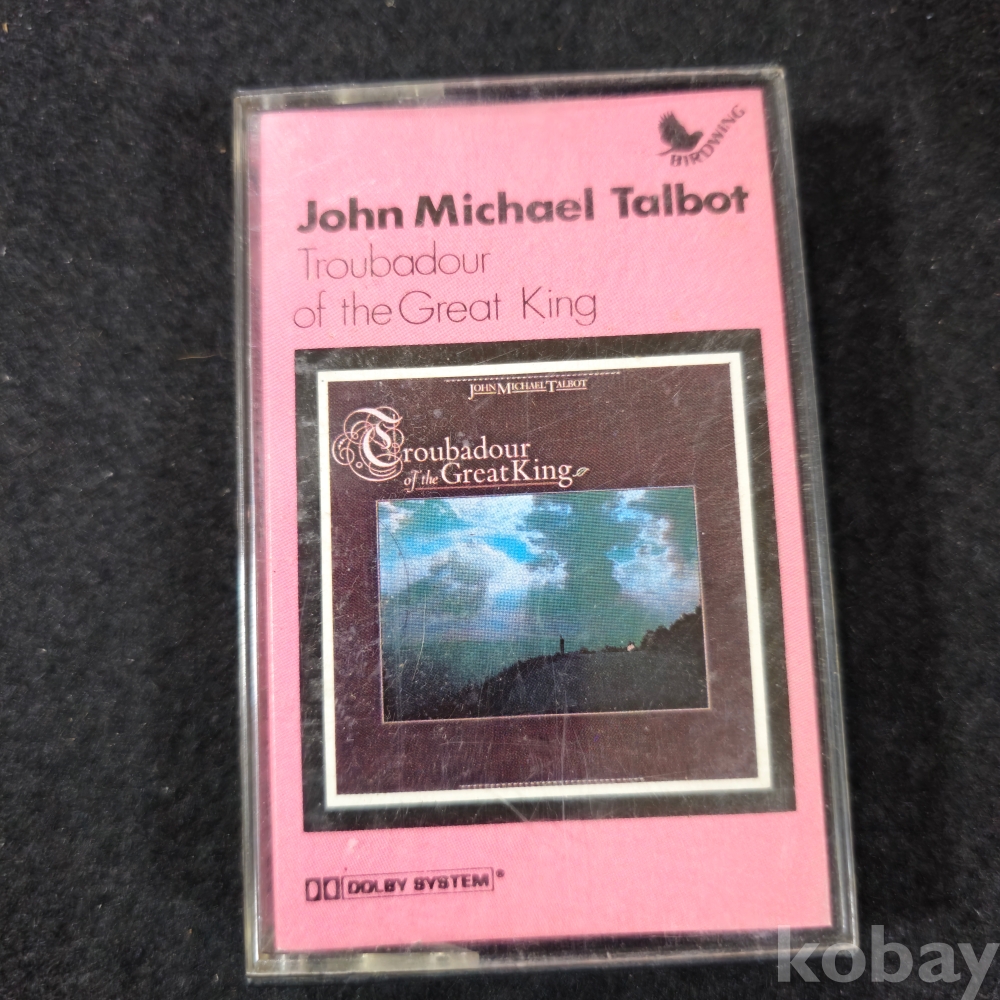 BIRDWING
John Michael Talbot
Troubadour
of the Great King
JOHN MICHAEL TALBOT
Troubadour
of the Great King
DOLBY SYSTEM®
kobay